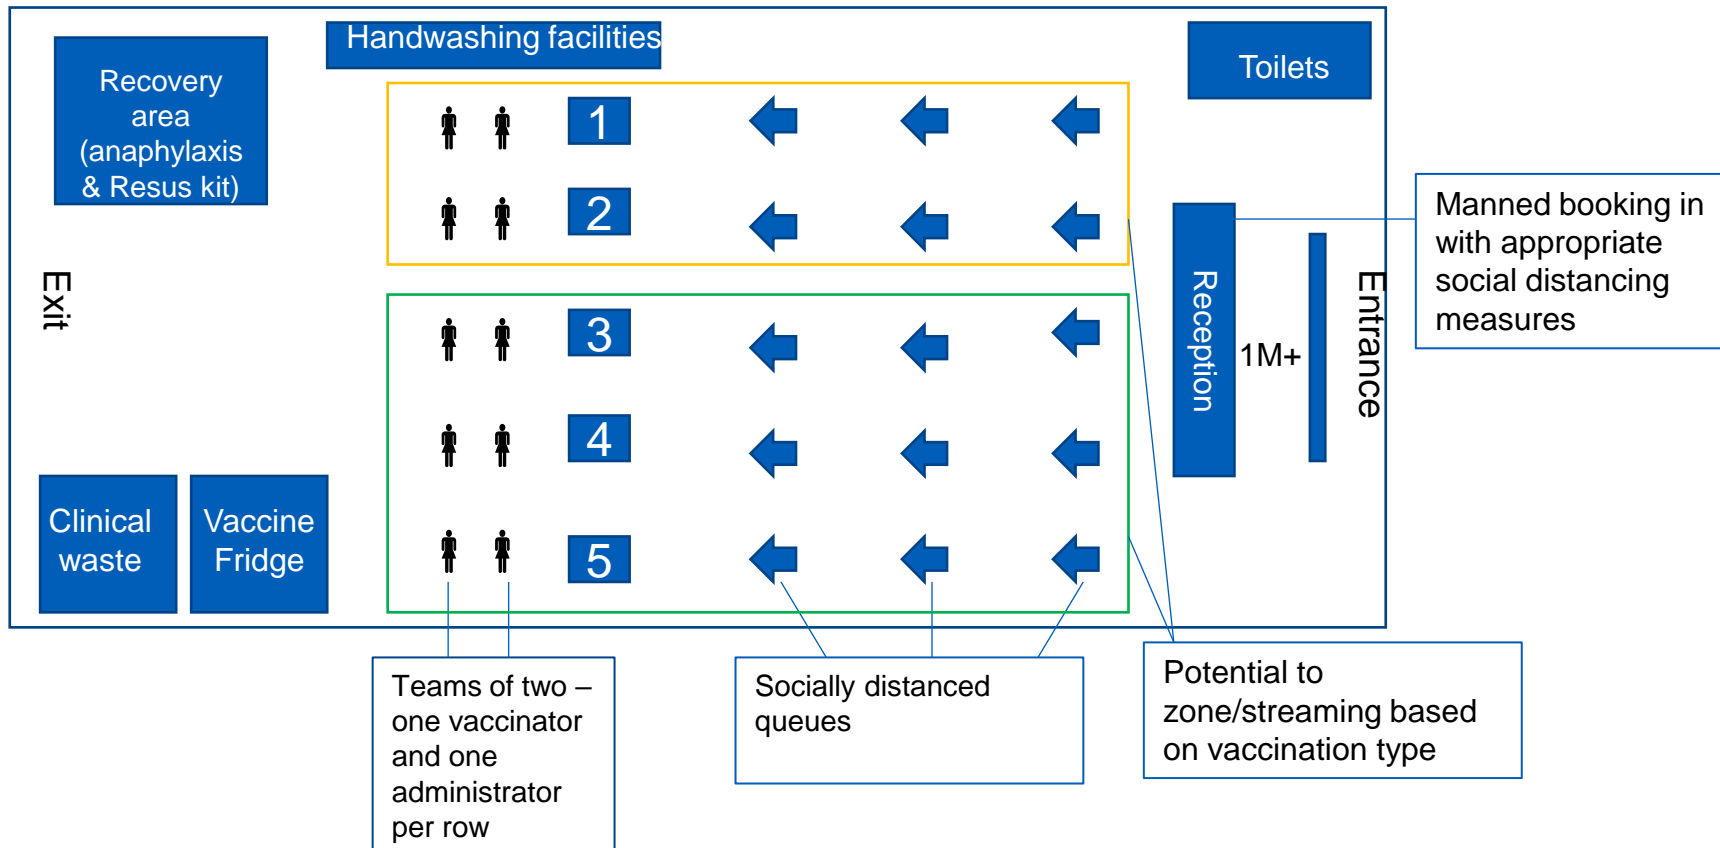 Handwashing facilities
Toilets
Recovery
area
(anaphylaxis
& Resus kit)
1
2
3
4
5
Exit
Reception
1M+
Entrance
Manned booking in
with appropriate
social distancing
measures
Clinical
waste
Vaccine
Fridge
Teams of two –
one vaccinator
and one
administrator
per row
Socially distanced
queues
Potential to
zone/streaming based
on vaccination type